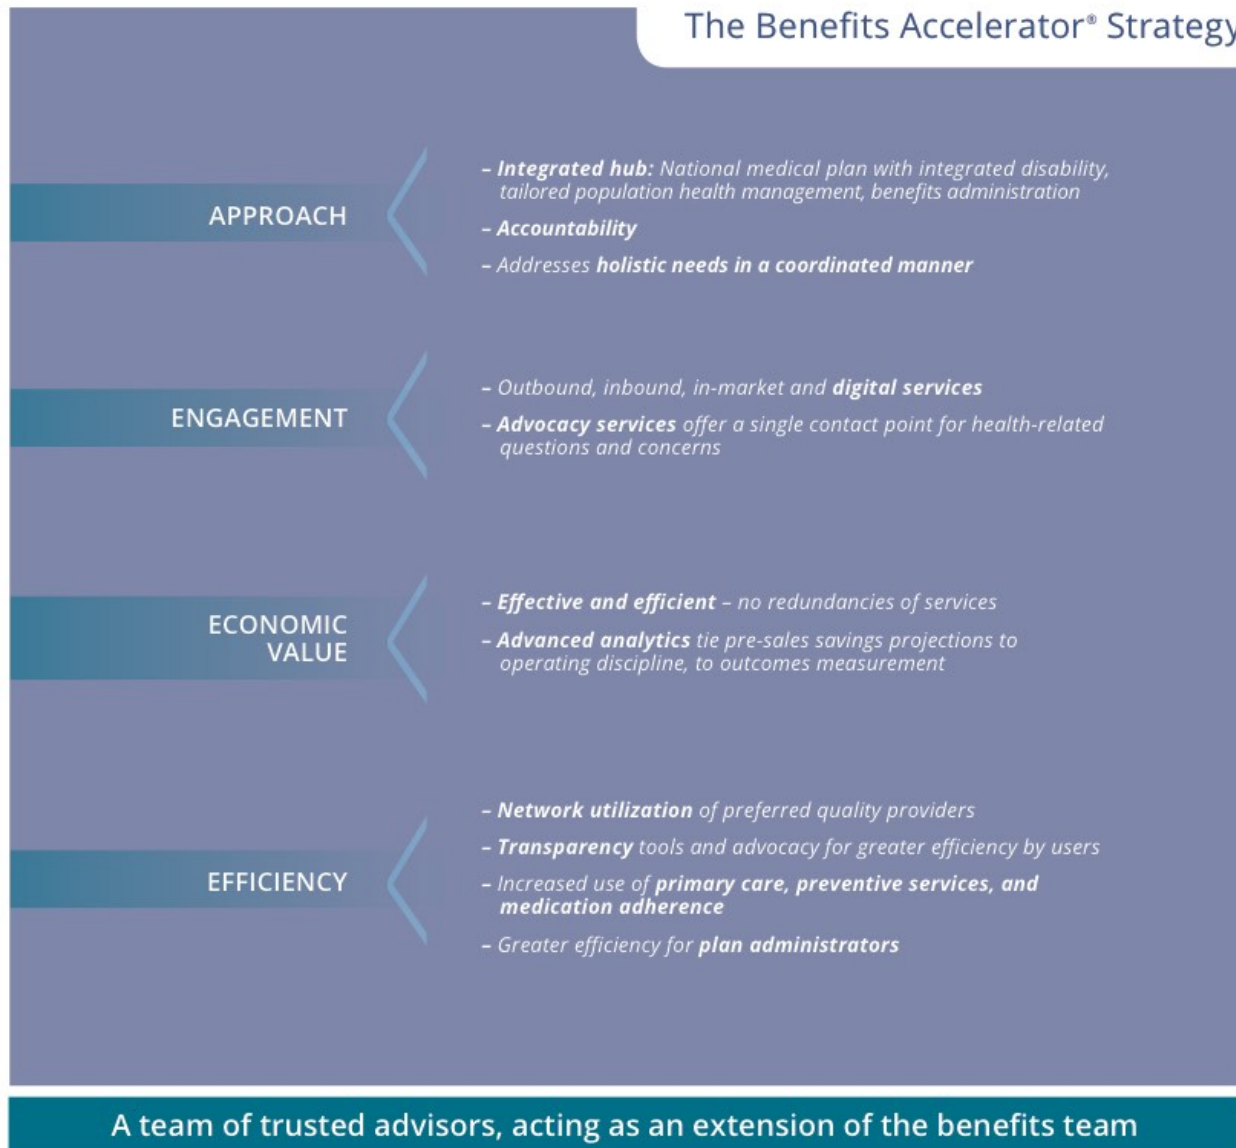 The Benefits Accelerator® Strategy
APPROACH
– Integrated hub: National medical plan with integrated disability,
tailored population health management, benefits administration
– Accountability
– Addresses holistic needs in a coordinated manner
ENGAGEMENT
– Outbound, inbound, in-market and digital services
– Advocacy services offer a single contact point for health-related
questions and concerns
ECONOMIC
VALUE
– Effective and efficient – no redundancies of services
– Advanced analytics tie pre-sales savings projections to
operating discipline, to outcomes measurement
EFFICIENCY
– Network utilization of preferred quality providers
– Transparency tools and advocacy for greater efficiency by users
– Increased use of primary care, preventive services, and
medication adherence
– Greater efficiency for plan administrators
A team of trusted advisors, acting as an extension of the benefits team